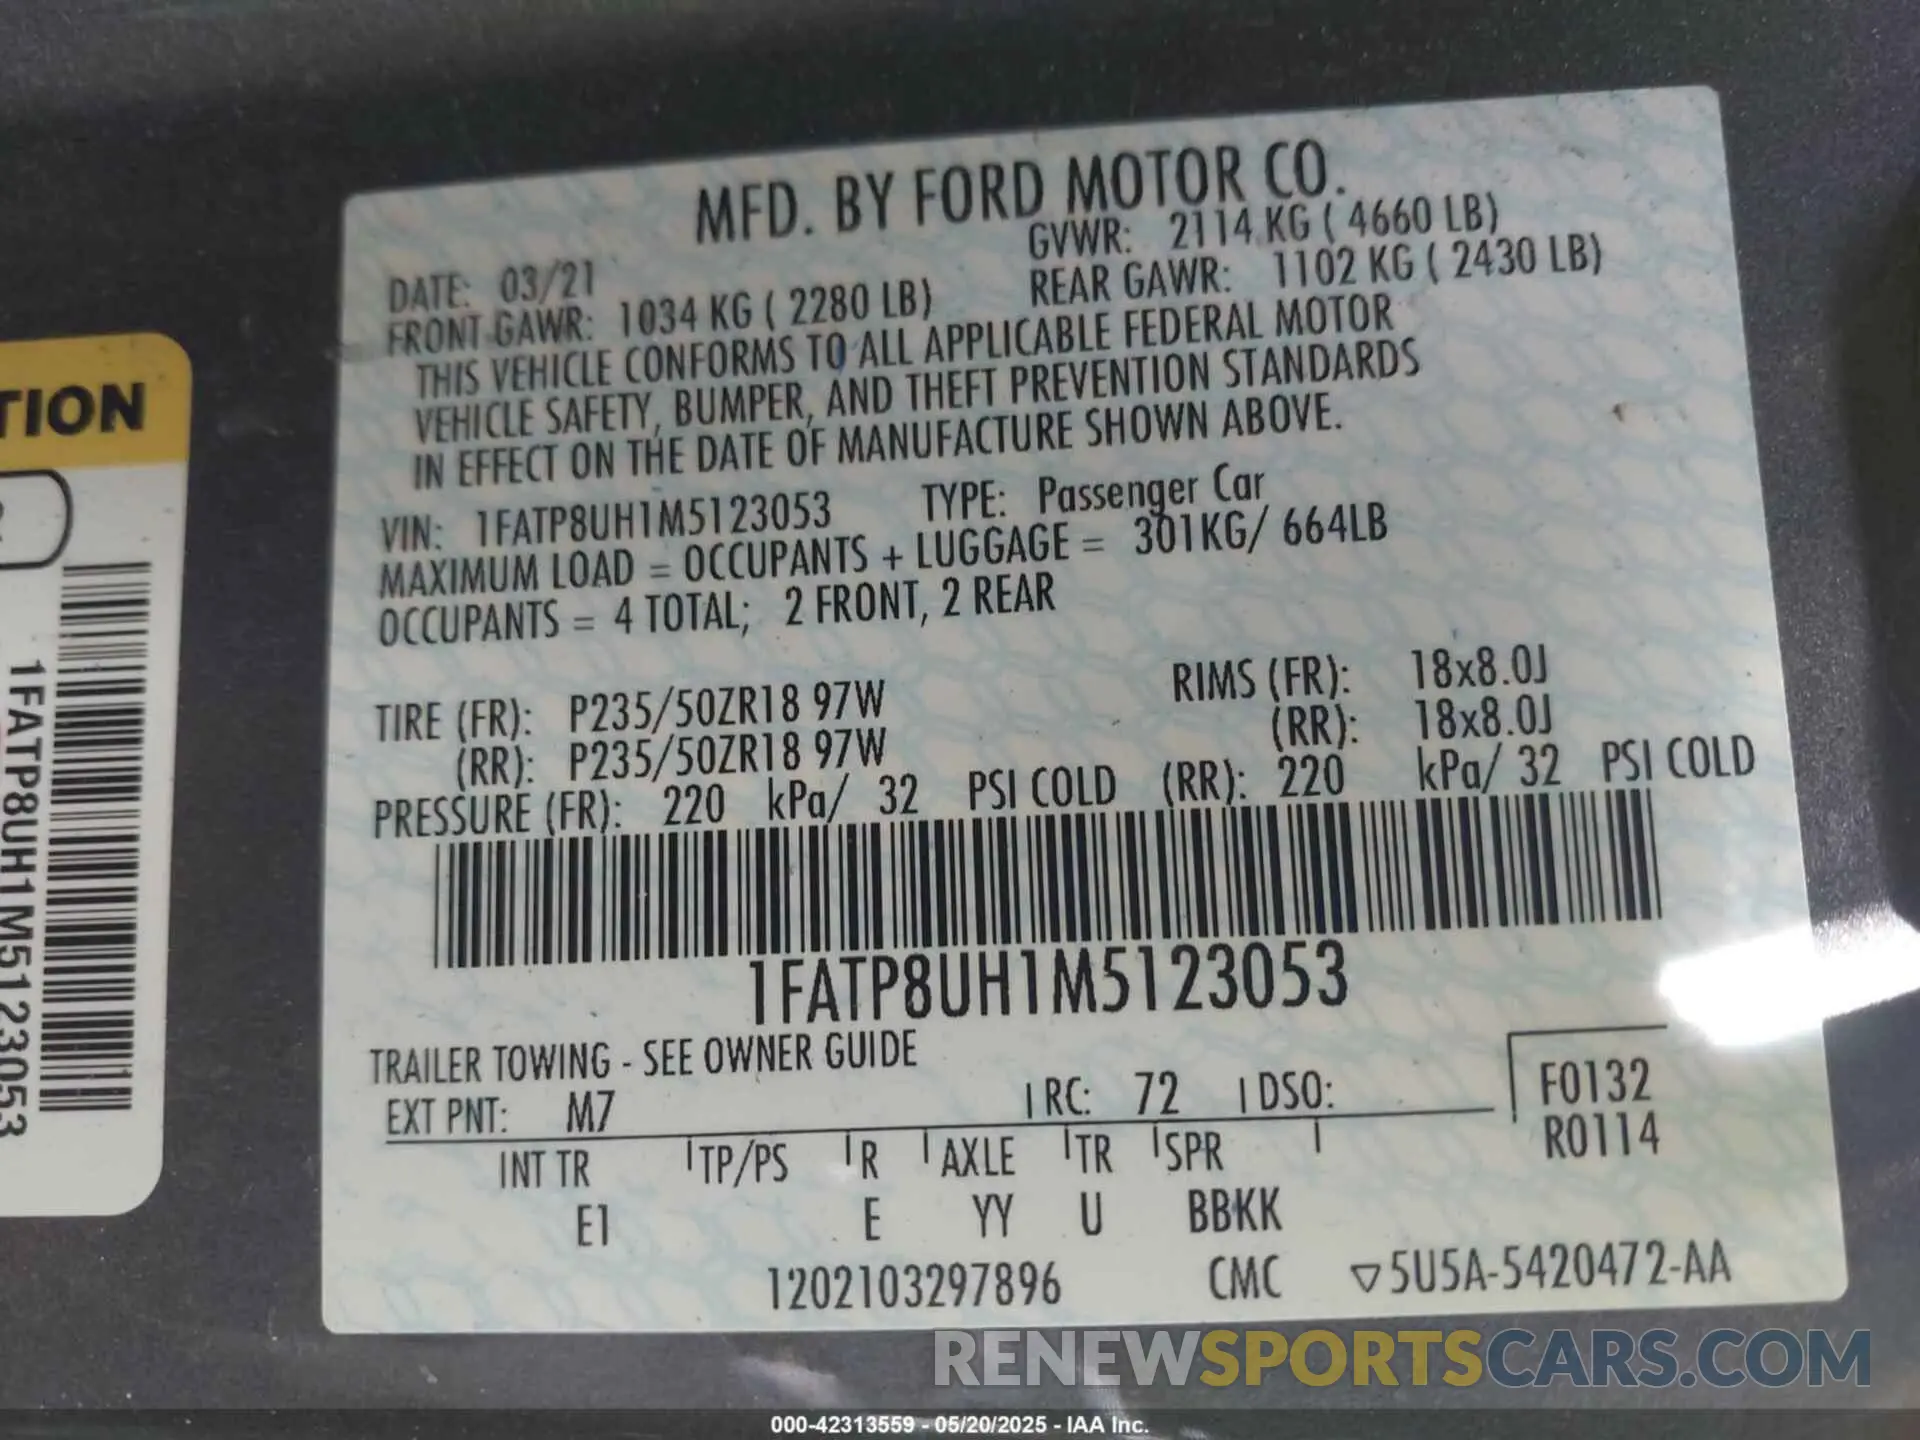 MFD. BY FORD MOTOR CO.
DATE: 03/21 GVWR: 2114 KG ( 4660 LB)
FRONT GAWR: 1034 KG ( 2280 LB) REAR GAWR: 1102 KG ( 2430 LB)
THIS VEHICLE CONFORMS TO ALL APPLICABLE FEDERAL MOTOR
VEHICLE SAFETY, BUMPER, AND THEFT PREVENTION STANDARDS
IN EFFECT ON THE DATE OF MANUFACTURE SHOWN ABOVE.
VIN: 1FATP8UH1M5123053 TYPE: Passenger Car
MAXIMUM LOAD = OCCUPANTS + LUGGAGE = 301KG/ 664LB
OCCUPANTS = 4 TOTAL; 2 FRONT, 2 REAR
TIRE (FR): P235/50ZR18 97W RIMS (FR): 18x8.0J
(RR): P235/50ZR18 97W (RR): 18x8.0J
PRESSURE (FR): 220 kPa/ 32 PSI COLD (RR): 220 kPa/ 32 PSI COLD
1FATP8UH1M5123053
TRAILER TOWING - SEE OWNER GUIDE
EXT PNT: M7 RC: 72 DSO: F0132
R0114
INT TR TP/PS R AXLE TR SPR
E1 E YY U BBKK
1202103297896 CMC ▽5U5A-5420472-AA
TION
1FATP8UH1M5123053
RENEWSPORTSCARS.COM
000-42313559 - 05/20/2025 - IAA Inc.